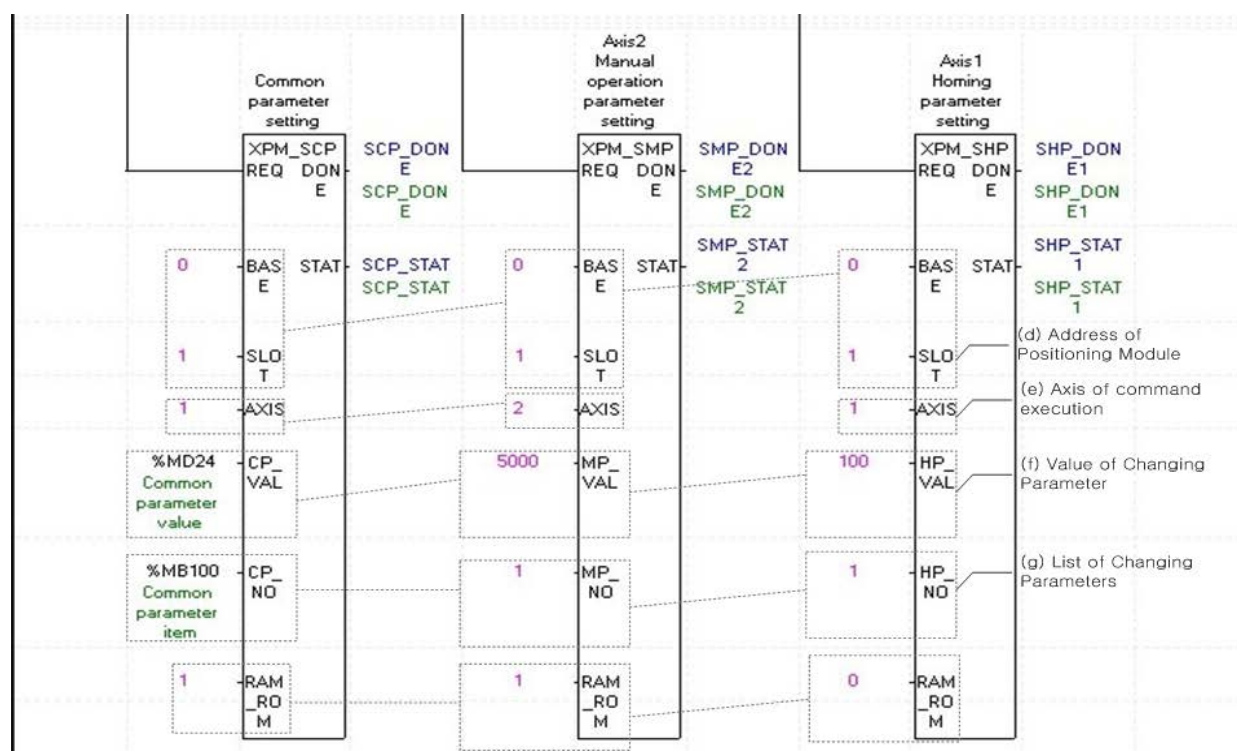 Common
parameter
setting
XPM_SCP
REQ DON
E
SCP_DON
E
SCP_DON
E
0
BAS STAT
E
SCP_STAT
SCP_STAT
1
SLO
T
1
AXIS
%MD24
Common
parameter
value
CP_
VAL
%MB100
Common
parameter
item
CP_
NO
1
RAM
_RO
M
Axis2
Manual
operation
parameter
setting
XPM_SMP
REQ DON
E
SMP_DON
E2
SMP_DON
E2
0
BAS STAT
E
SMP_STAT
2
SMP_STAT
2
1
SLO
T
2
AXIS
5000
MP_
VAL
1
MP_
NO
1
RAM
_RO
M
Axis1
Homing
parameter
setting
XPM_SHP
REQ DON
E
SHP_DON
E1
SHP_DON
E1
0
BAS STAT
E
SHP_STAT
1
SHP_STAT
1
1
SLO
T
1
AXIS
100
HP_
VAL
1
HP_
NO
0
RAM
_RO
M
(d) Address of
Positioning Module
(e) Axis of command
execution
(f) Value of Changing
Parameter
(g) List of Changing
Parameters